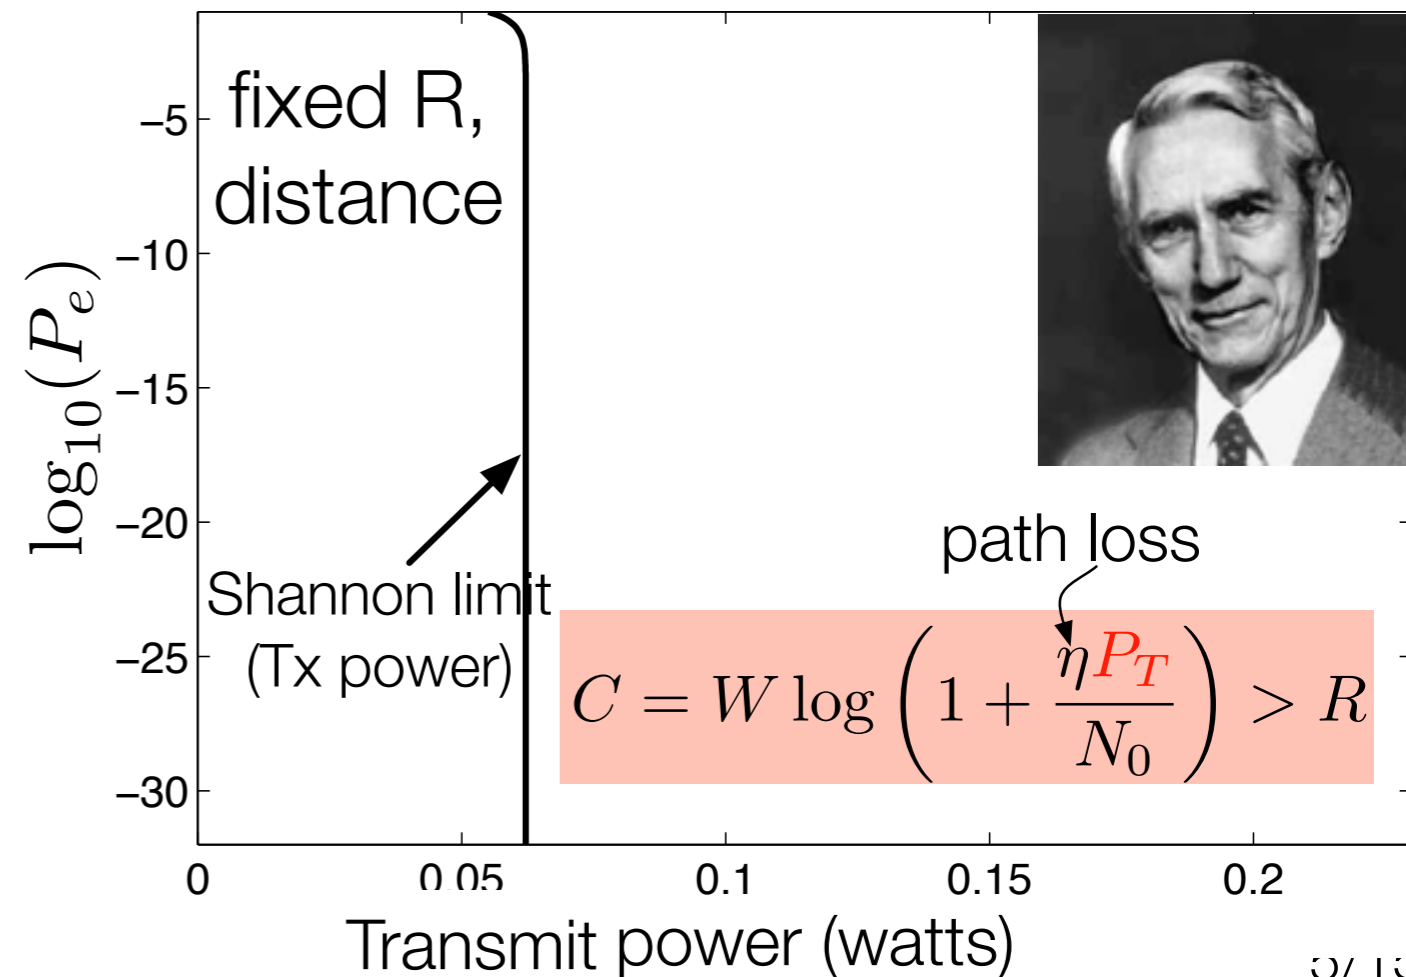 fixed R,
distance
log₁₀(Pₑ)
−5
−10
−15
−20
−25
−30
Shannon limit
(Tx power)
path loss
C = W log (1 + ηP_T / N₀) > R
0 0.05 0.1 0.15 0.2
Transmit power (watts)